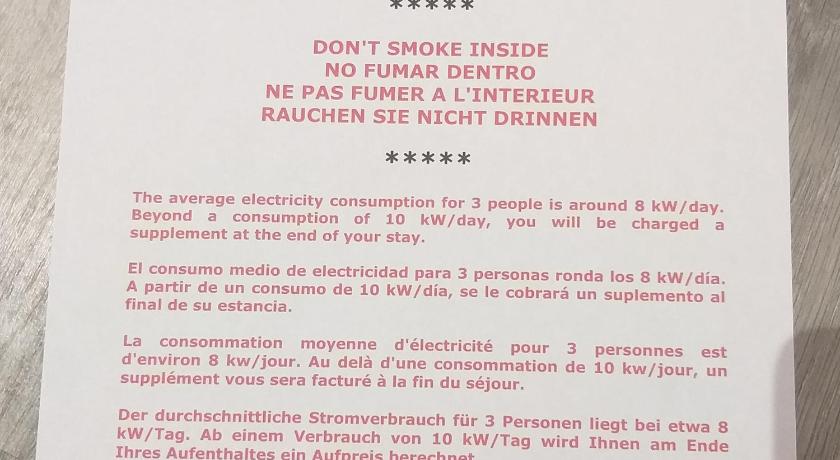 *****
DON'T SMOKE INSIDE
NO FUMAR DENTRO
NE PAS FUMER A L'INTERIEUR
RAUCHEN SIE NICHT DRINNEN
*****
The average electricity consumption for 3 people is around 8 kW/day.
Beyond a consumption of 10 kW/day, you will be charged a
supplement at the end of your stay.
El consumo medio de electricidad para 3 personas ronda los 8 kW/día.
A partir de un consumo de 10 kW/día, se le cobrará un suplemento al
final de su estancia.
La consommation moyenne d'électricité pour 3 personnes est
d'environ 8 kw/jour. Au delà d'une consommation de 10 kw/jour, un
supplément vous sera facturé à la fin du séjour.
Der durchschnittliche Stromverbrauch für 3 Personen liegt bei etwa 8
kW/Tag. Ab einem Verbrauch von 10 kW/Tag wird Ihnen am Ende
Ihres Aufenthaltes ein Aufpreis berechnet